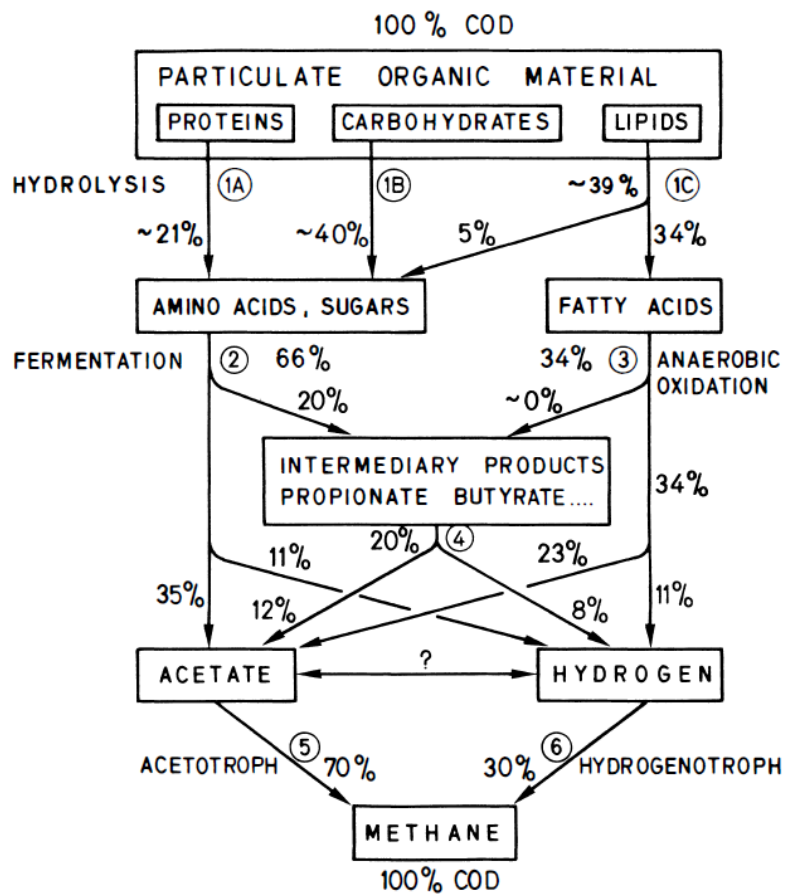 100% COD
PARTICULATE ORGANIC MATERIAL
PROTEINS
CARBOHYDRATES
LIPIDS
HYDROLYSIS
1A
1B
~39%
1C
~21%
~40%
5%
34%
AMINO ACIDS, SUGARS
FATTY ACIDS
FERMENTATION
2
66%
34%
3
ANAEROBIC
OXIDATION
20%
~0%
INTERMEDIARY PRODUCTS
PROPIONATE BUTYRATE....
34%
20%
4
11%
23%
35%
12%
8%
11%
ACETATE
?
HYDROGEN
5
6
ACETOTROPH
70%
30%
HYDROGENOTROPH
METHANE
100% COD